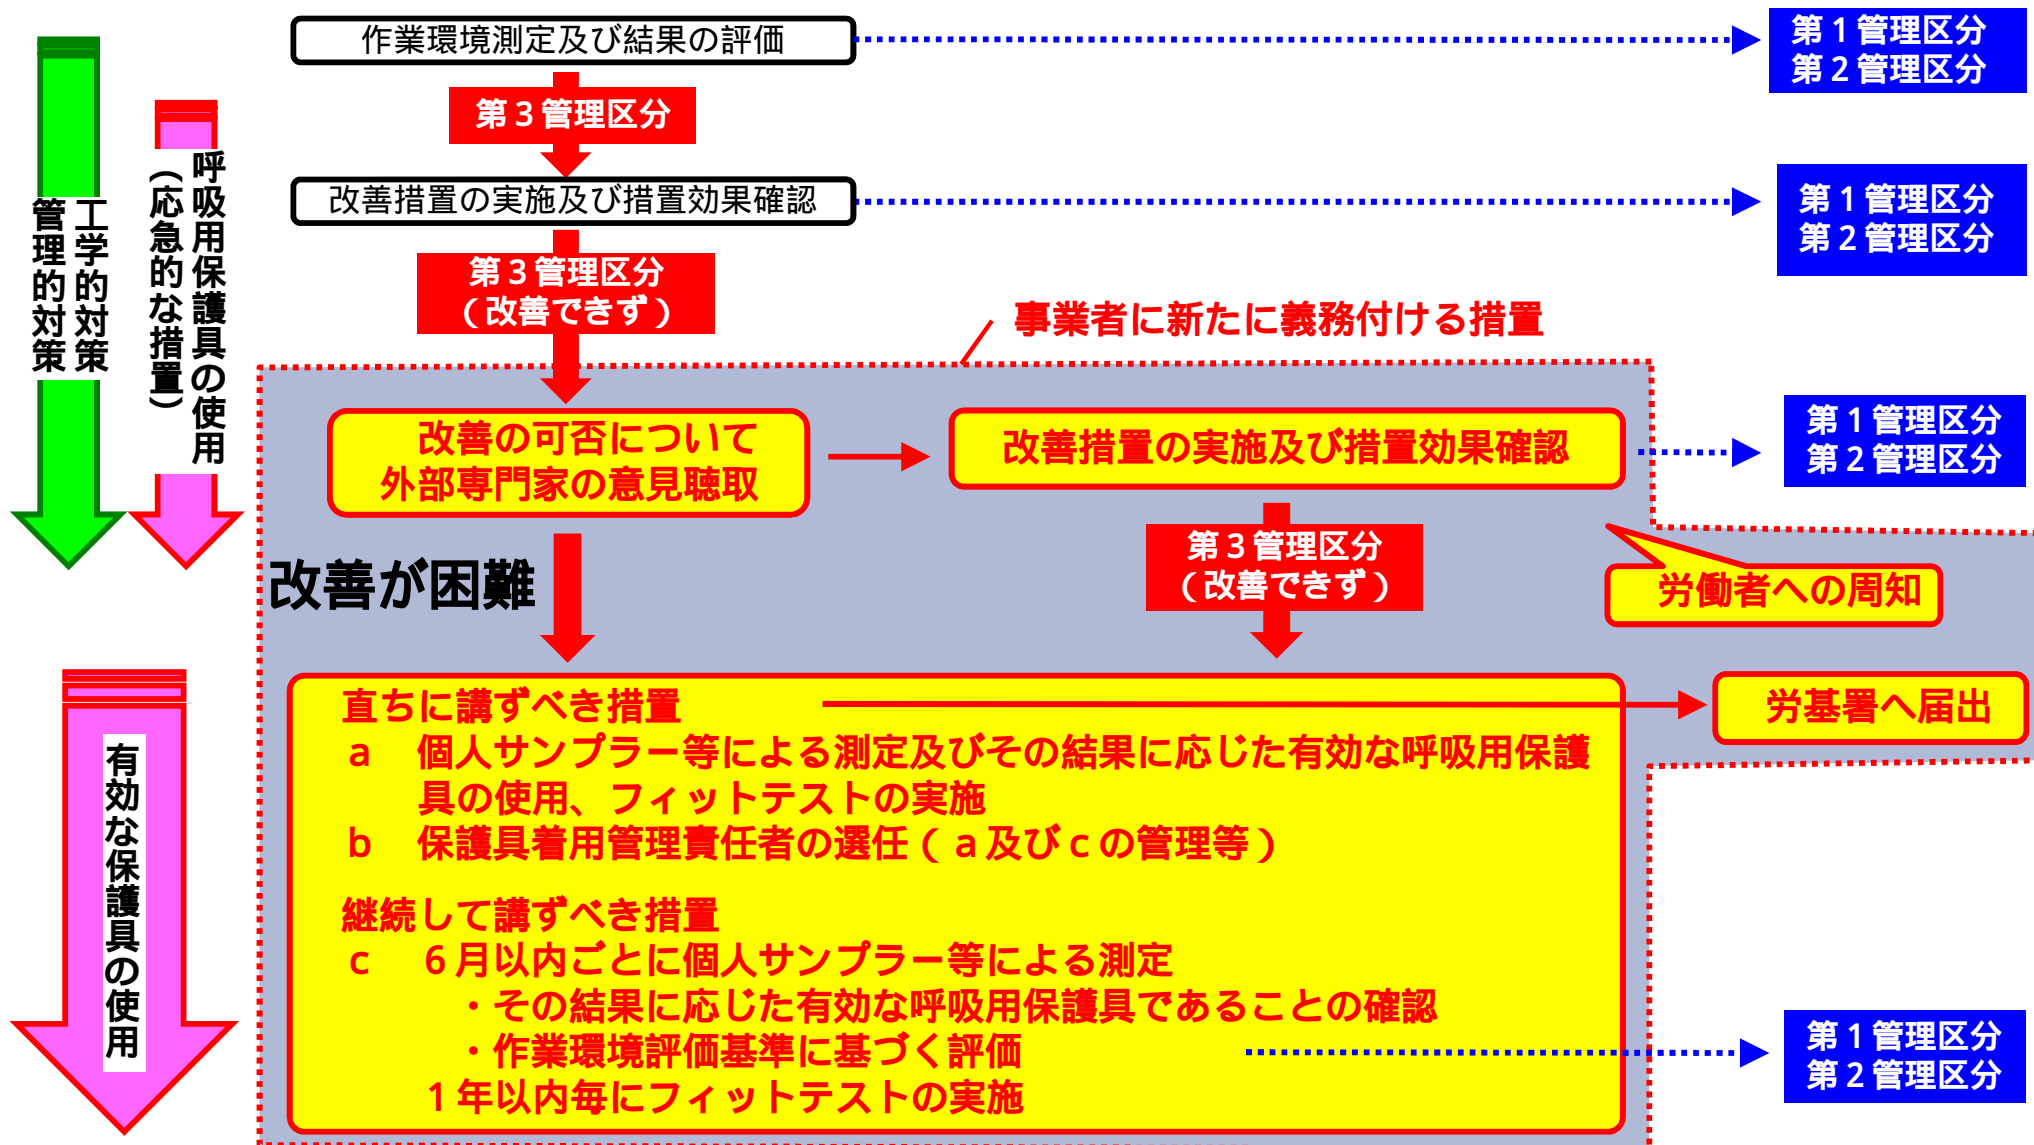 作業環境測定及び結果の評価
第１管理区分
第２管理区分
第３管理区分
改善措置の実施及び措置効果確認
第１管理区分
第２管理区分
第３管理区分
（改善できず）
事業者に新たに義務付ける措置
工学的対策
管理的対策
呼吸用保護具の使用
（応急的な措置）
改善の可否について
外部専門家の意見聴取
改善措置の実施及び措置効果確認
第１管理区分
第２管理区分
改善が困難
第３管理区分
（改善できず）
労働者への周知
直ちに講ずべき措置
労基署へ届出
ａ　個人サンプラー等による測定及びその結果に応じた有効な呼吸用保護
具の使用、フィットテストの実施
ｂ　保護具着用管理責任者の選任（ａ及びｃの管理等）
継続して講ずべき措置
ｃ　６月以内ごとに個人サンプラー等による測定
・その結果に応じた有効な呼吸用保護具であることの確認
・作業環境評価基準に基づく評価
１年以内毎にフィットテストの実施
第１管理区分
第２管理区分
有効な保護具の使用